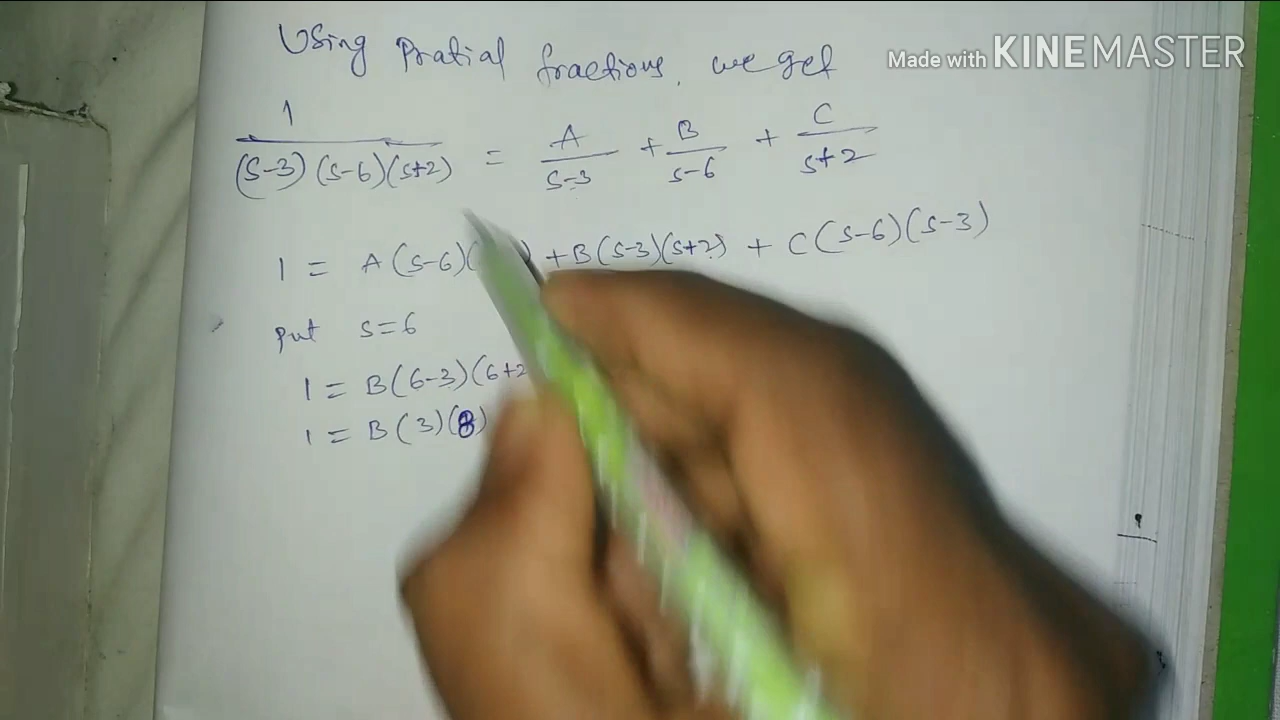 Using Pratial fractions, we get
Made with KINEMASTER
1
(s-3)(s-6)(s+2) = A/s-3 + B/s-6 + C/s+2
1 = A(s-6)( ) + B(s-3)(s+2) + C(s-6)(s-3)
put s=6
1 = B(6-3)(6+2
1 = B(3)(8)